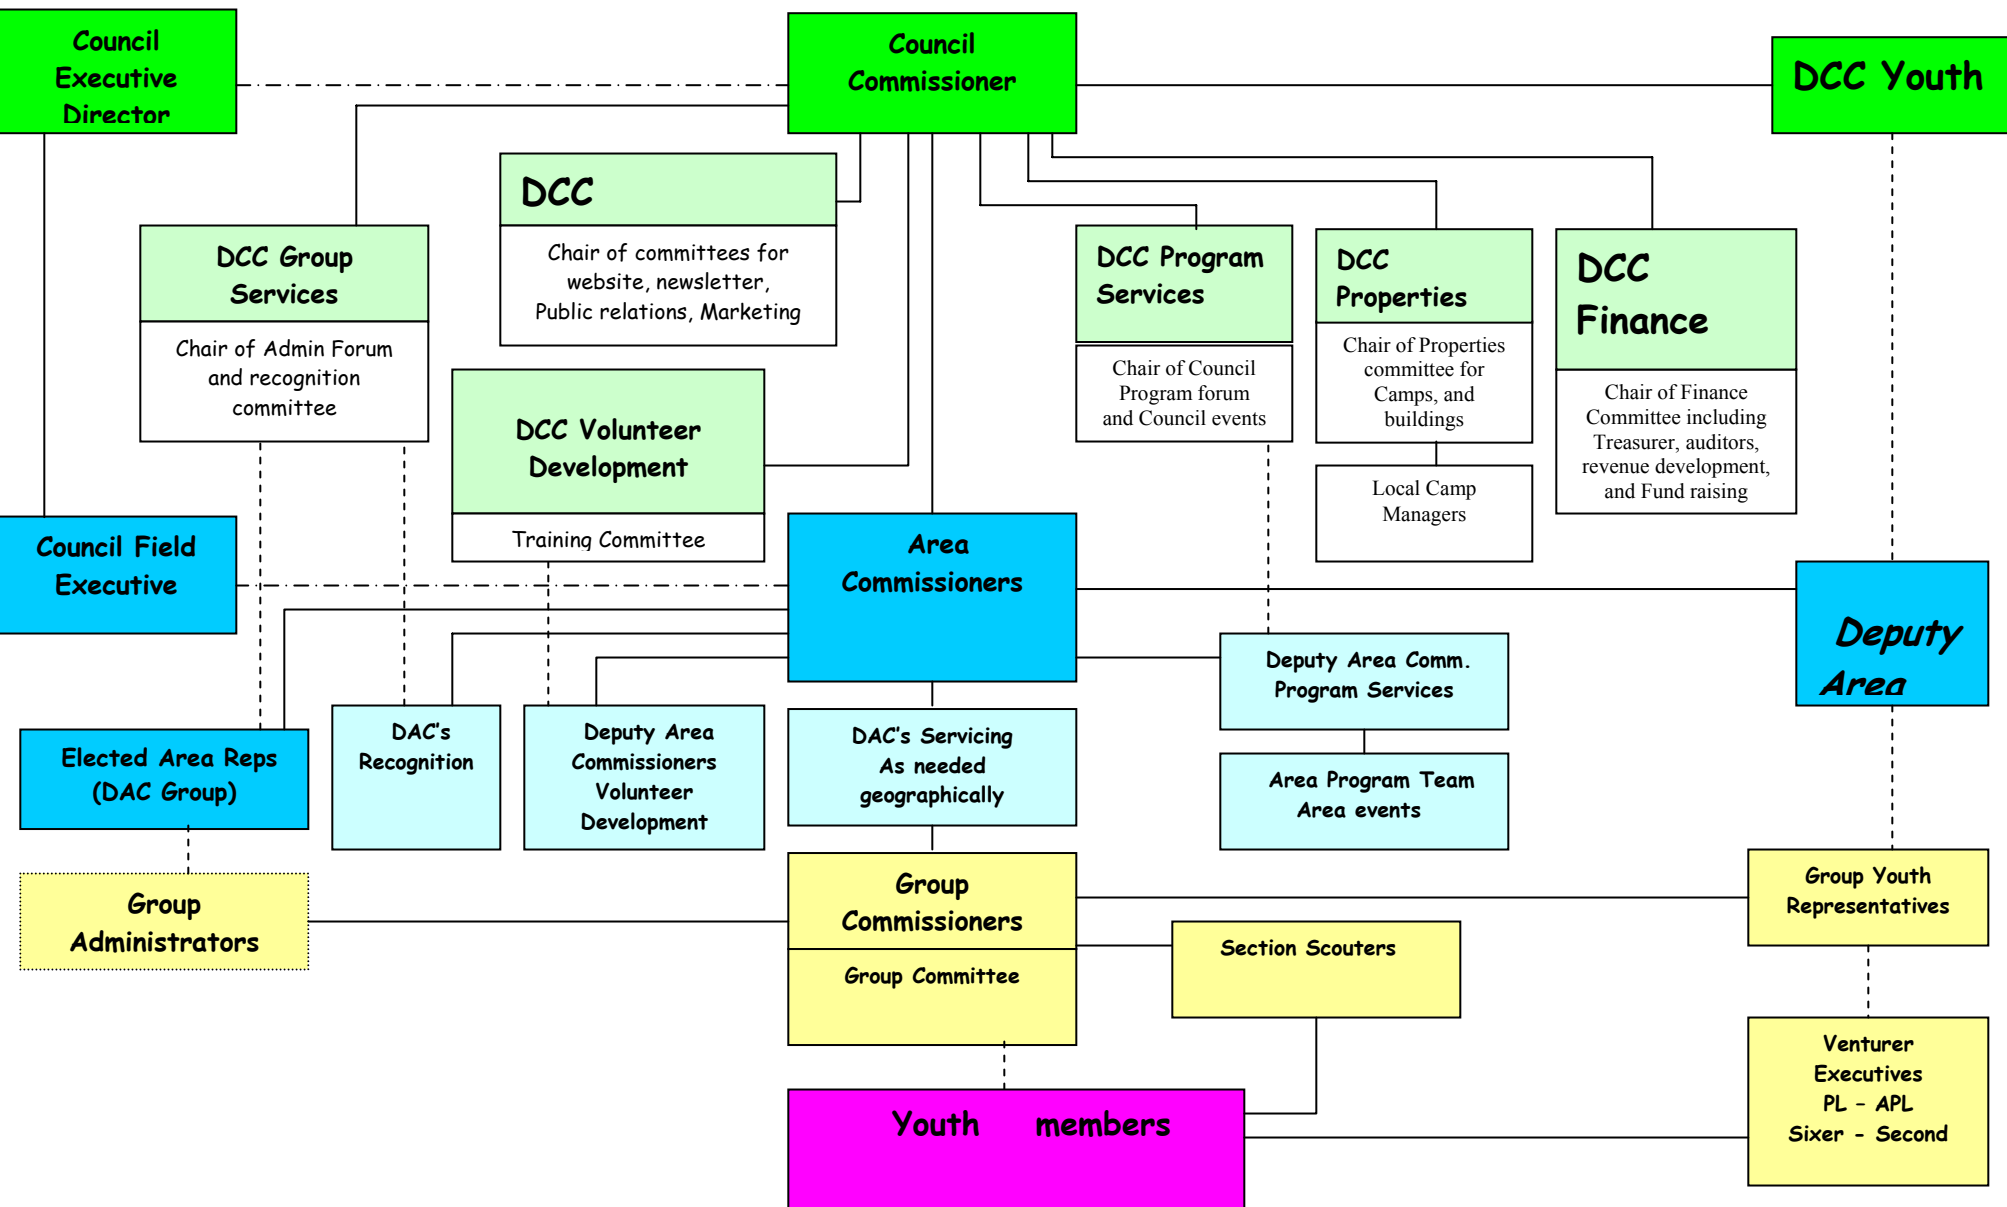 Council
Executive
Director
Council
Commissioner
DCC Youth
DCC
Chair of committees for
website, newsletter,
Public relations, Marketing
DCC Group
Services
Chair of Admin Forum
and recognition
committee
DCC Program
Services
Chair of Council
Program forum
and Council events
DCC
Properties
Chair of Properties
committee for
Camps, and
buildings
Local Camp
Managers
DCC
Finance
Chair of Finance
Committee including
Treasurer, auditors,
revenue development,
and Fund raising
DCC Volunteer
Development
Training Committee
Council Field
Executive
Area
Commissioners
Deputy
Area
Deputy Area Comm.
Program Services
Area Program Team
Area events
Elected Area Reps
(DAC Group)
DAC's
Recognition
Deputy Area
Commissioners
Volunteer
Development
DAC's Servicing
As needed
geographically
Group
Administrators
Group
Commissioners
Group Committee
Section Scouters
Group Youth
Representatives
Venturer
Executives
PL – APL
Sixer - Second
Youth members